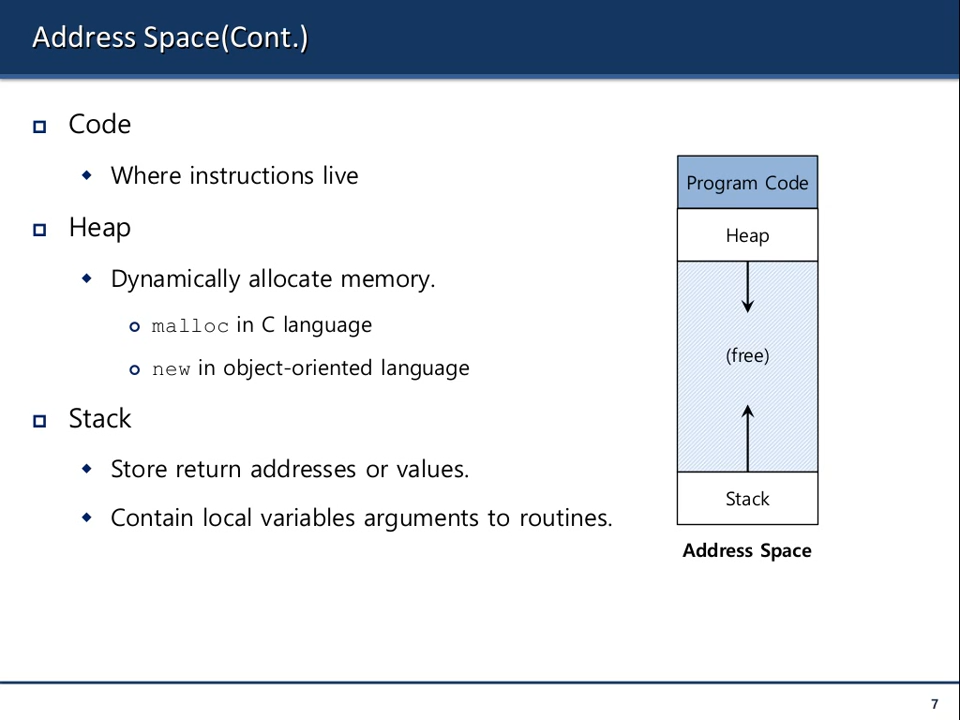 Address Space(Cont.)
Code
Where instructions live
Heap
Dynamically allocate memory.
malloc in C language
new in object-oriented language
Stack
Store return addresses or values.
Contain local variables arguments to routines.
Program Code
Heap
(free)
Stack
Address Space
7